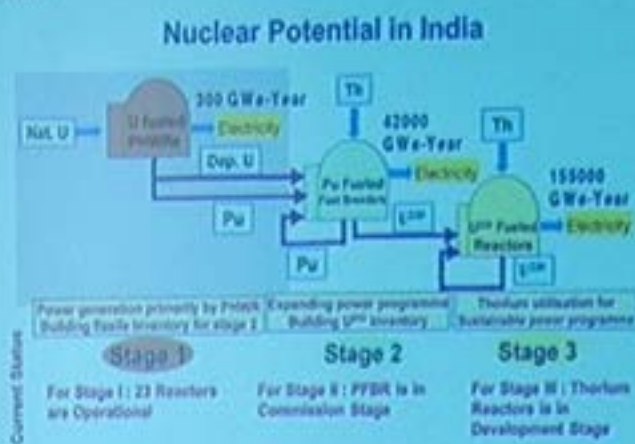 Nuclear Potential in India
300 GWe-Year
Th
Nat. U
U fueled
PHWRs
Electricity
42000
GWe-Year
Th
Dep. U
Pu Fueled
Fast Breeders
Electricity
155000
GWe-Year
Pu
U²³³ Fueled
Reactors
Electricity
Pu
U²³³
U²³³
Power generation primarily by PHWR
Building fissile inventory for stage 2
Expanding power programme
Building U²³³ inventory
Thorium utilisation for
Sustainable power programme
Stage 1
Stage 2
Stage 3
Current Status
For Stage I : 23 Reactors
are Operational
For Stage II : PFBR is in
Commission Stage
For Stage III : Thorium
Reactors is in
Development Stage